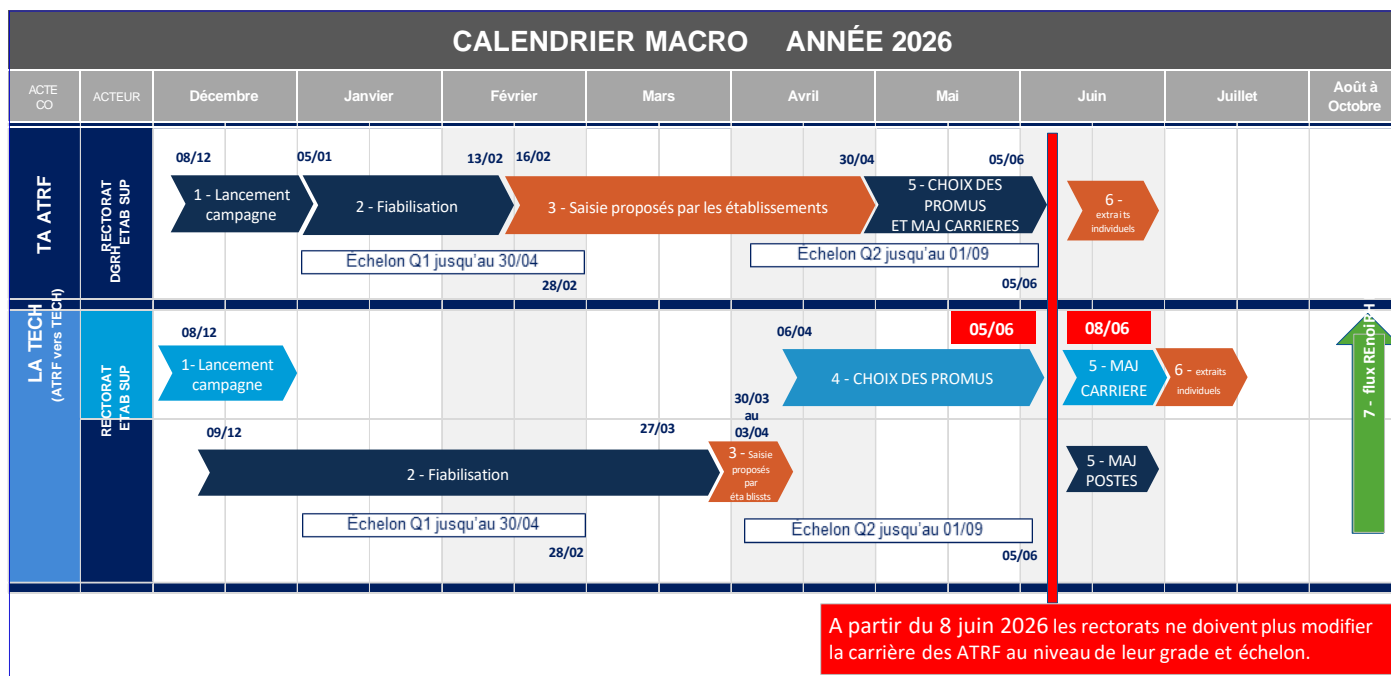 CALENDRIER MACRO ANNÉE 2026
ACTE
CO
ACTEUR
Décembre
Janvier
Février
Mars
Avril
Mai
Juin
Juillet
Août à
Octobre
TA ATRF
DGRH
RECTORAT
ETAB SUP
08/12
05/01
13/02
16/02
30/04
05/06
1 - Lancement
campagne
2 - Fiabilisation
3 - Saisie proposés par les établissements
5 - CHOIX DES
PROMUS
ET MAJ CARRIERES
6 -
extraits
individuels
Échelon Q1 jusqu'au 30/04
28/02
Échelon Q2 jusqu'au 01/09
05/06
LA TECH
(ATRF vers TECH)
RECTORAT
ETAB SUP
08/12
06/04
05/06
08/06
1- Lancement
campagne
4 - CHOIX DES PROMUS
5 - MAJ
CARRIERE
6 - extraits
individuels
7 - flux REnoiRH
09/12
27/03
30/03
au
03/04
2 - Fiabilisation
3 - Saisie
proposés
par
éta blissts
5 - MAJ
POSTES
Échelon Q1 jusqu'au 30/04
28/02
Échelon Q2 jusqu'au 01/09
05/06
A partir du 8 juin 2026 les rectorats ne doivent plus modifier
la carrière des ATRF au niveau de leur grade et échelon.